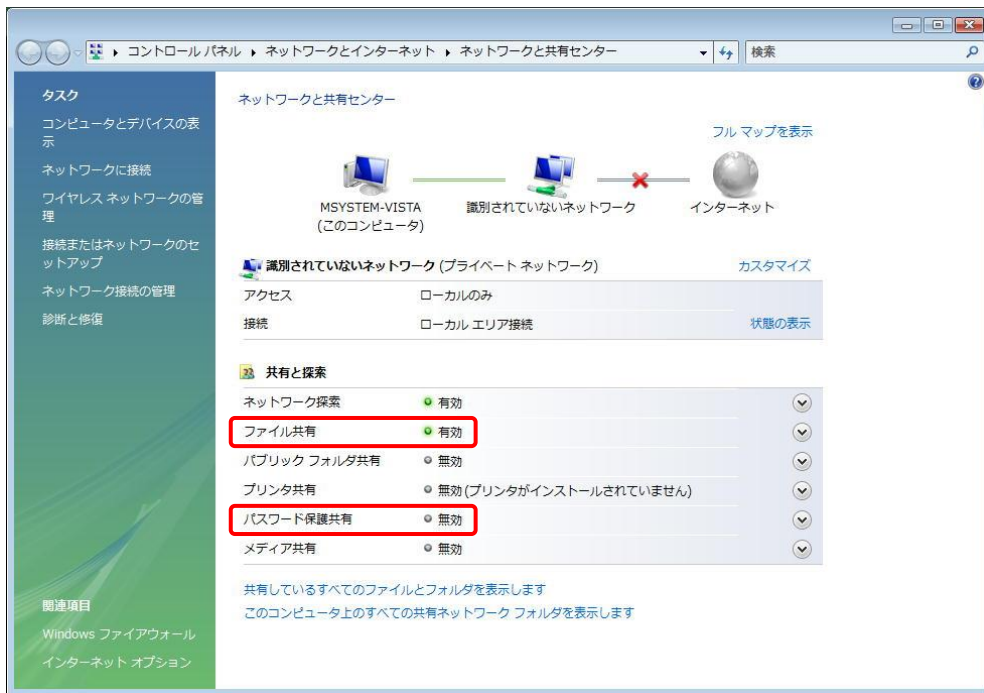 コントロール パネル ▸ ネットワークとインターネット ▸ ネットワークと共有センター
検索
タスク
コンピュータとデバイスの表
示
ネットワークに接続
ワイヤレス ネットワークの管
理
接続またはネットワークのセ
ットアップ
ネットワーク接続の管理
診断と修復
関連項目
Windows ファイアウォール
インターネット オプション
ネットワークと共有センター
フル マップを表示
MSYSTEM-VISTA
(このコンピュータ)
識別されていないネットワーク
インターネット
識別されていないネットワーク (プライベート ネットワーク) カスタマイズ
アクセス ローカルのみ
接続 ローカル エリア接続 状態の表示
共有と探索
ネットワーク探索 有効
ファイル共有 有効
パブリック フォルダ共有 無効
プリンタ共有 無効 (プリンタがインストールされていません)
パスワード保護共有 無効
メディア共有 無効
共有しているすべてのファイルとフォルダを表示します
このコンピュータ上のすべての共有ネットワーク フォルダを表示します